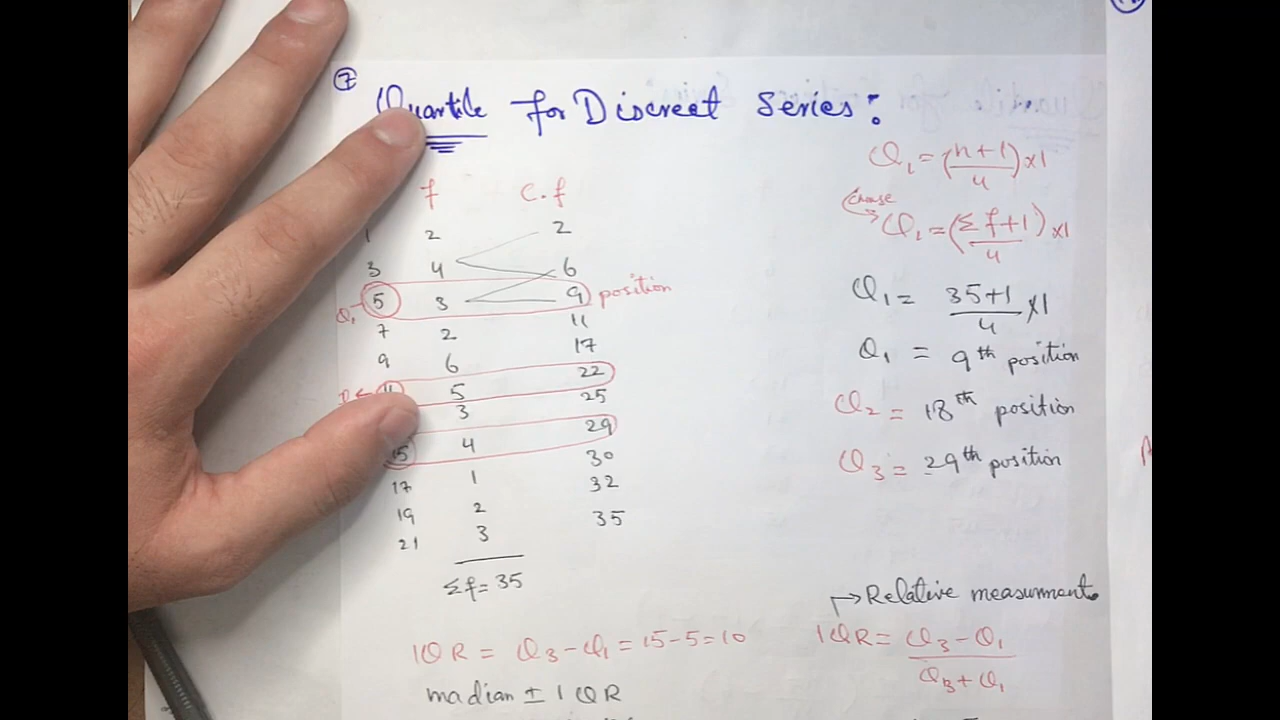 7
Quartile for Discreet Series:
f C.f
1 2 2
3 4 6
Q₁ 5 3 9 position
7 2 11
9 6 17
11 5 22
3 25
15 4 29
17 1 30
19 2 32
21 3 35
Σf = 35
Q₁ = (n+1)/4 × 1
Q₁ = (Σf+1)/4 × 1
Q₁ = 35+1/4 × 1
Q₁ = 9th position
Q₂ = 18th position
Q₃ = 29th position
IQR = Q₃ - Q₁ = 15 - 5 = 10
madian ± IQR
Relative measurment
IQR = Q₃ - Q₁ / Q₃ + Q₁